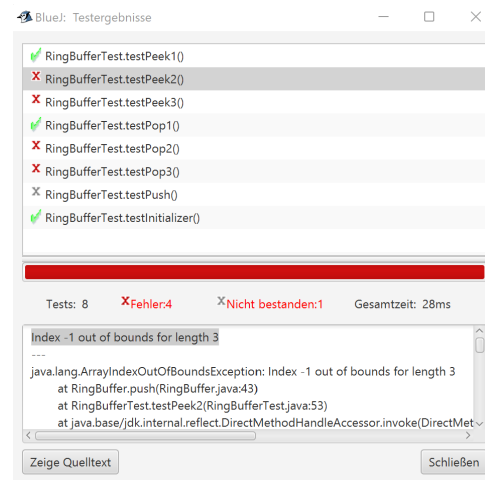 BlueJ: Testergebnisse
RingBufferTest.testPeek1()
RingBufferTest.testPeek2()
RingBufferTest.testPeek3()
RingBufferTest.testPop1()
RingBufferTest.testPop2()
RingBufferTest.testPop3()
RingBufferTest.testPush()
RingBufferTest.testInitializer()
Tests: 8 Fehler:4 Nicht bestanden:1 Gesamtzeit: 28ms
Index -1 out of bounds for length 3
---
java.lang.ArrayIndexOutOfBoundsException: Index -1 out of bounds for length 3
at RingBuffer.push(RingBuffer.java:43)
at RingBufferTest.testPeek2(RingBufferTest.java:53)
at java.base/jdk.internal.reflect.DirectMethodHandleAccessor.invoke(DirectMet
Zeige Quelltext Schließen